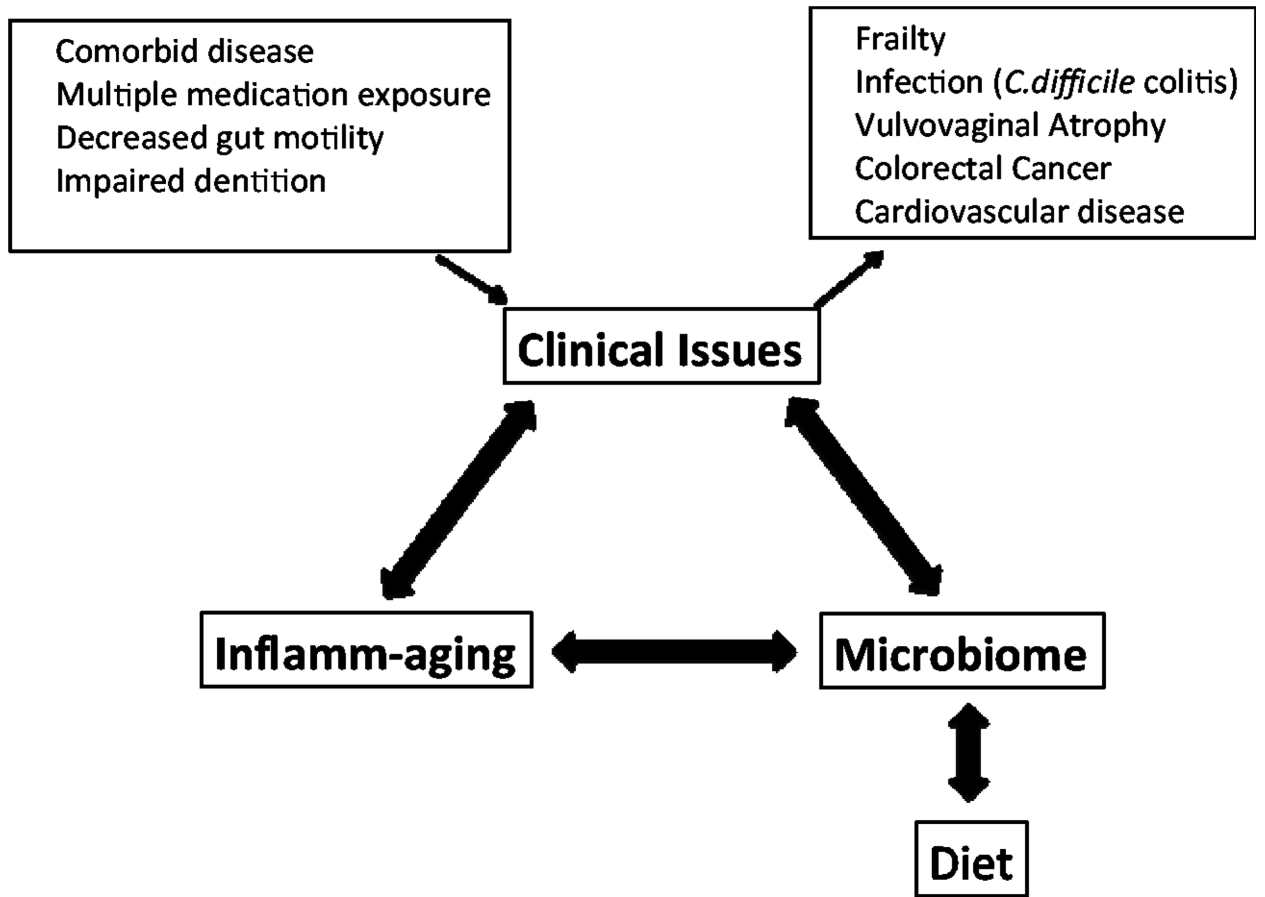 Comorbid disease
Multiple medication exposure
Decreased gut motility
Impaired dentition
Frailty
Infection (C.difficile colitis)
Vulvovaginal Atrophy
Colorectal Cancer
Cardiovascular disease
Clinical Issues
Inflamm-aging
Microbiome
Diet